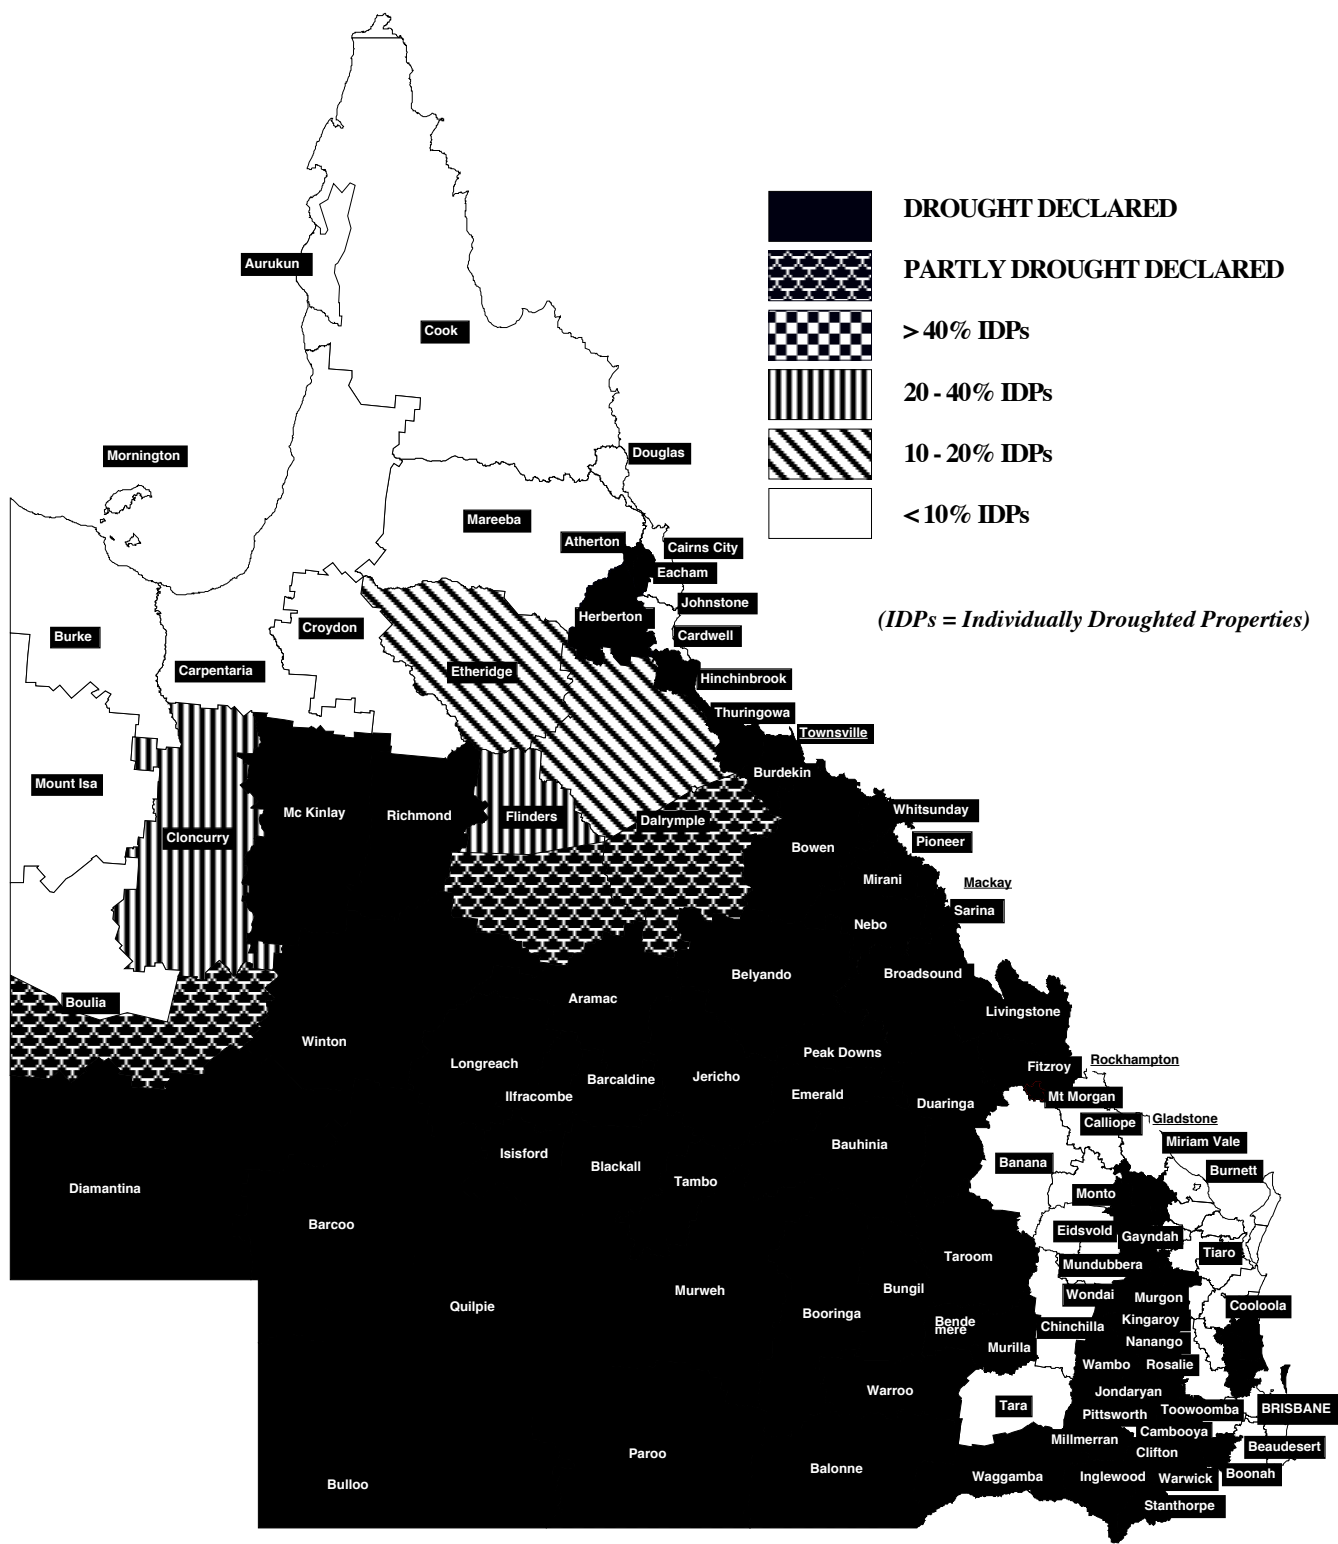 DROUGHT DECLARED
PARTLY DROUGHT DECLARED
> 40% IDPs
20 - 40% IDPs
10 - 20% IDPs
< 10% IDPs
(IDPs = Individually Droughted Properties)
Aurukun
Cook
Mornington
Douglas
Mareeba
Atherton
Cairns City
Eacham
Johnstone
Herberton
Croydon
Cardwell
Burke
Carpentaria
Etheridge
Hinchinbrook
Thuringowa
Townsville
Burdekin
Mount Isa
Mc Kinlay
Richmond
Flinders
Dalrymple
Whitsunday
Cloncurry
Pioneer
Bowen
Mirani
Mackay
Sarina
Nebo
Belyando
Broadsound
Boulia
Aramac
Livingstone
Winton
Peak Downs
Longreach
Rockhampton
Fitzroy
Barcaldine
Jericho
Ilfracombe
Emerald
Mt Morgan
Duaringa
Calliope
Gladstone
Miriam Vale
Bauhinia
Isisford
Banana
Blackall
Burnett
Tambo
Diamantina
Monto
Barcoo
Eidsvold
Gayndah
Taroom
Tiaro
Mundubbera
Murweh
Bungil
Wondai
Murgon
Quilpie
Cooloola
Booringa
Bende
mere
Kingaroy
Chinchilla
Nanango
Murilla
Wambo
Rosalie
Warroo
Jondaryan
Tara
Pittsworth
Toowoomba
BRISBANE
Cambooya
Millmerran
Clifton
Beaudesert
Paroo
Balonne
Boonah
Waggamba
Inglewood
Warwick
Bulloo
Stanthorpe